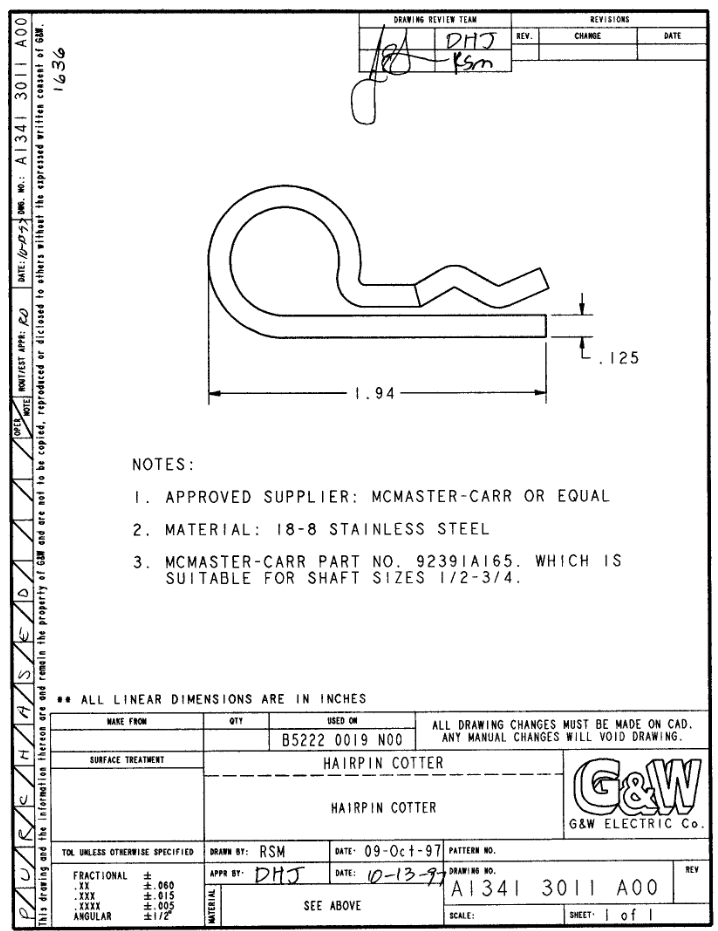 DRAWING REVIEW TEAM
DHJ
RSM
REVISIONS
REV. CHANGE DATE
1636
This drawing and the information thereon are and remain the property of G&W and are not to be copied, reproduced or diclosed to others without the expressed written consent of G&W.
PURCHASED
OPER
NOTE
ROUT/EST APPR: RD DATE: 10-13-97 DWG. NO.: A1341 3011 A00
.125
1.94
NOTES:
1. APPROVED SUPPLIER: MCMASTER-CARR OR EQUAL
2. MATERIAL: 18-8 STAINLESS STEEL
3. MCMASTER-CARR PART NO. 92391A165. WHICH IS
SUITABLE FOR SHAFT SIZES 1/2-3/4.
** ALL LINEAR DIMENSIONS ARE IN INCHES
MAKE FROM QTY USED ON
B5222 0019 N00
ALL DRAWING CHANGES MUST BE MADE ON CAD.
ANY MANUAL CHANGES WILL VOID DRAWING.
SURFACE TREATMENT
HAIRPIN COTTER
HAIRPIN COTTER
G&W
G&W ELECTRIC Co.
TOL UNLESS OTHERWISE SPECIFIED
FRACTIONAL ±
.XX ±.060
.XXX ±.015
.XXXX ±.005
ANGULAR ±1/2°
DRAWN BY: RSM DATE: 09-Oct-97 PATTERN NO.
APPR BY: DHJ DATE: 10-13-97 DRAWING NO. REV
A1341 3011 A00
MATERIAL
SEE ABOVE
SCALE: SHEET: 1 of 1